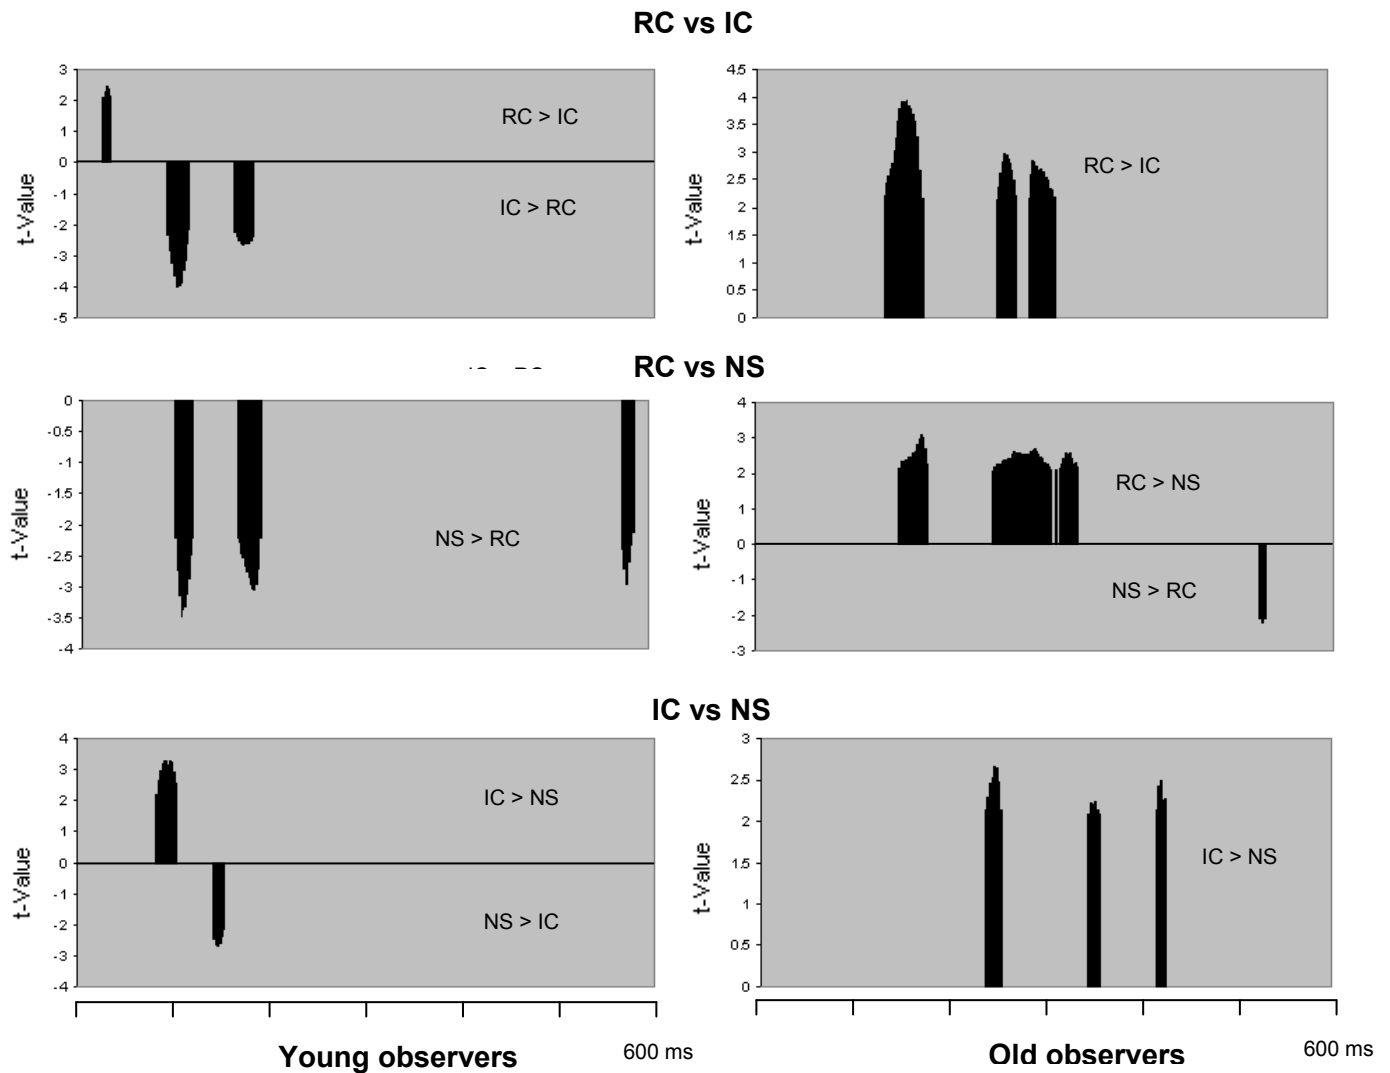 RC vs IC
3
2
1
0
-1
-2
-3
-4
-5
t-Value
RC > IC
IC > RC
4.5
4
3.5
3
2.5
2
1.5
1
0.5
0
t-Value
RC > IC
RC vs NS
0
-0.5
-1
-1.5
-2
-2.5
-3
-3.5
-4
t-Value
NS > RC
4
3
2
1
0
-1
-2
-3
t-Value
RC > NS
NS > RC
IC vs NS
4
3
2
1
0
-1
-2
-3
-4
t-Value
IC > NS
NS > IC
3
2.5
2
1.5
1
0.5
0
t-Value
IC > NS
Young observers
600 ms
Old observers
600 ms